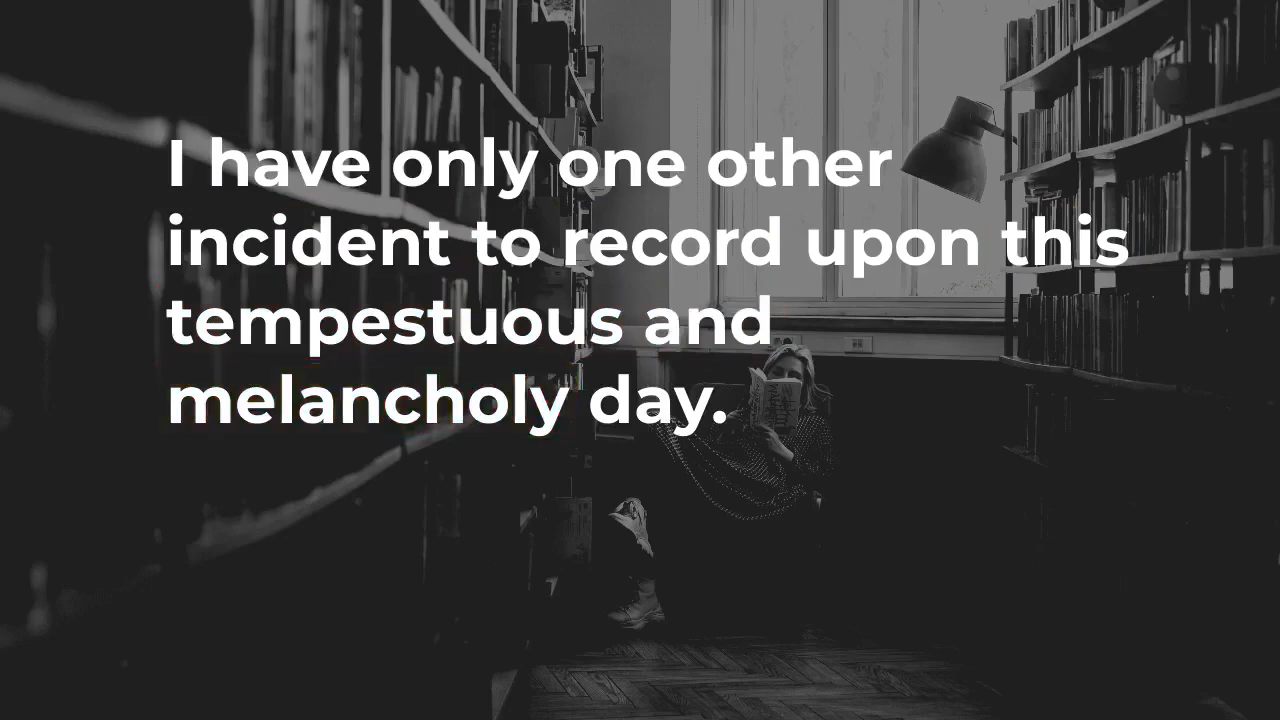 I have only one other
incident to record upon this
tempestuous and
melancholy day.